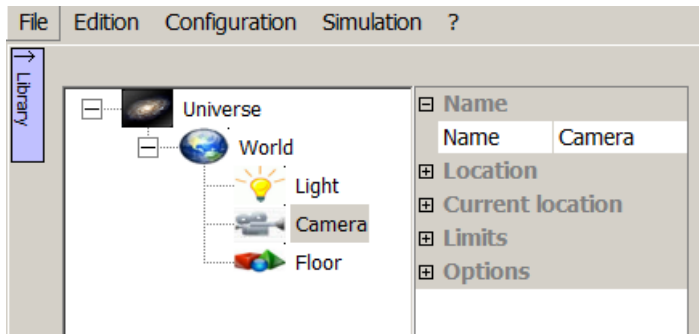 File Edition Configuration Simulation ?
↑ Library
Universe
World
Light
Camera
Floor
Name
Name Camera
Location
Current location
Limits
Options